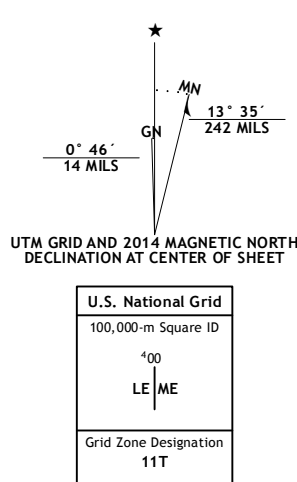 ★
MN
GN
13° 35´
242 MILS
0° 46´
14 MILS
UTM GRID AND 2014 MAGNETIC NORTH
DECLINATION AT CENTER OF SHEET
U.S. National Grid
100,000-m Square ID
⁴00
LE ME
Grid Zone Designation
11T